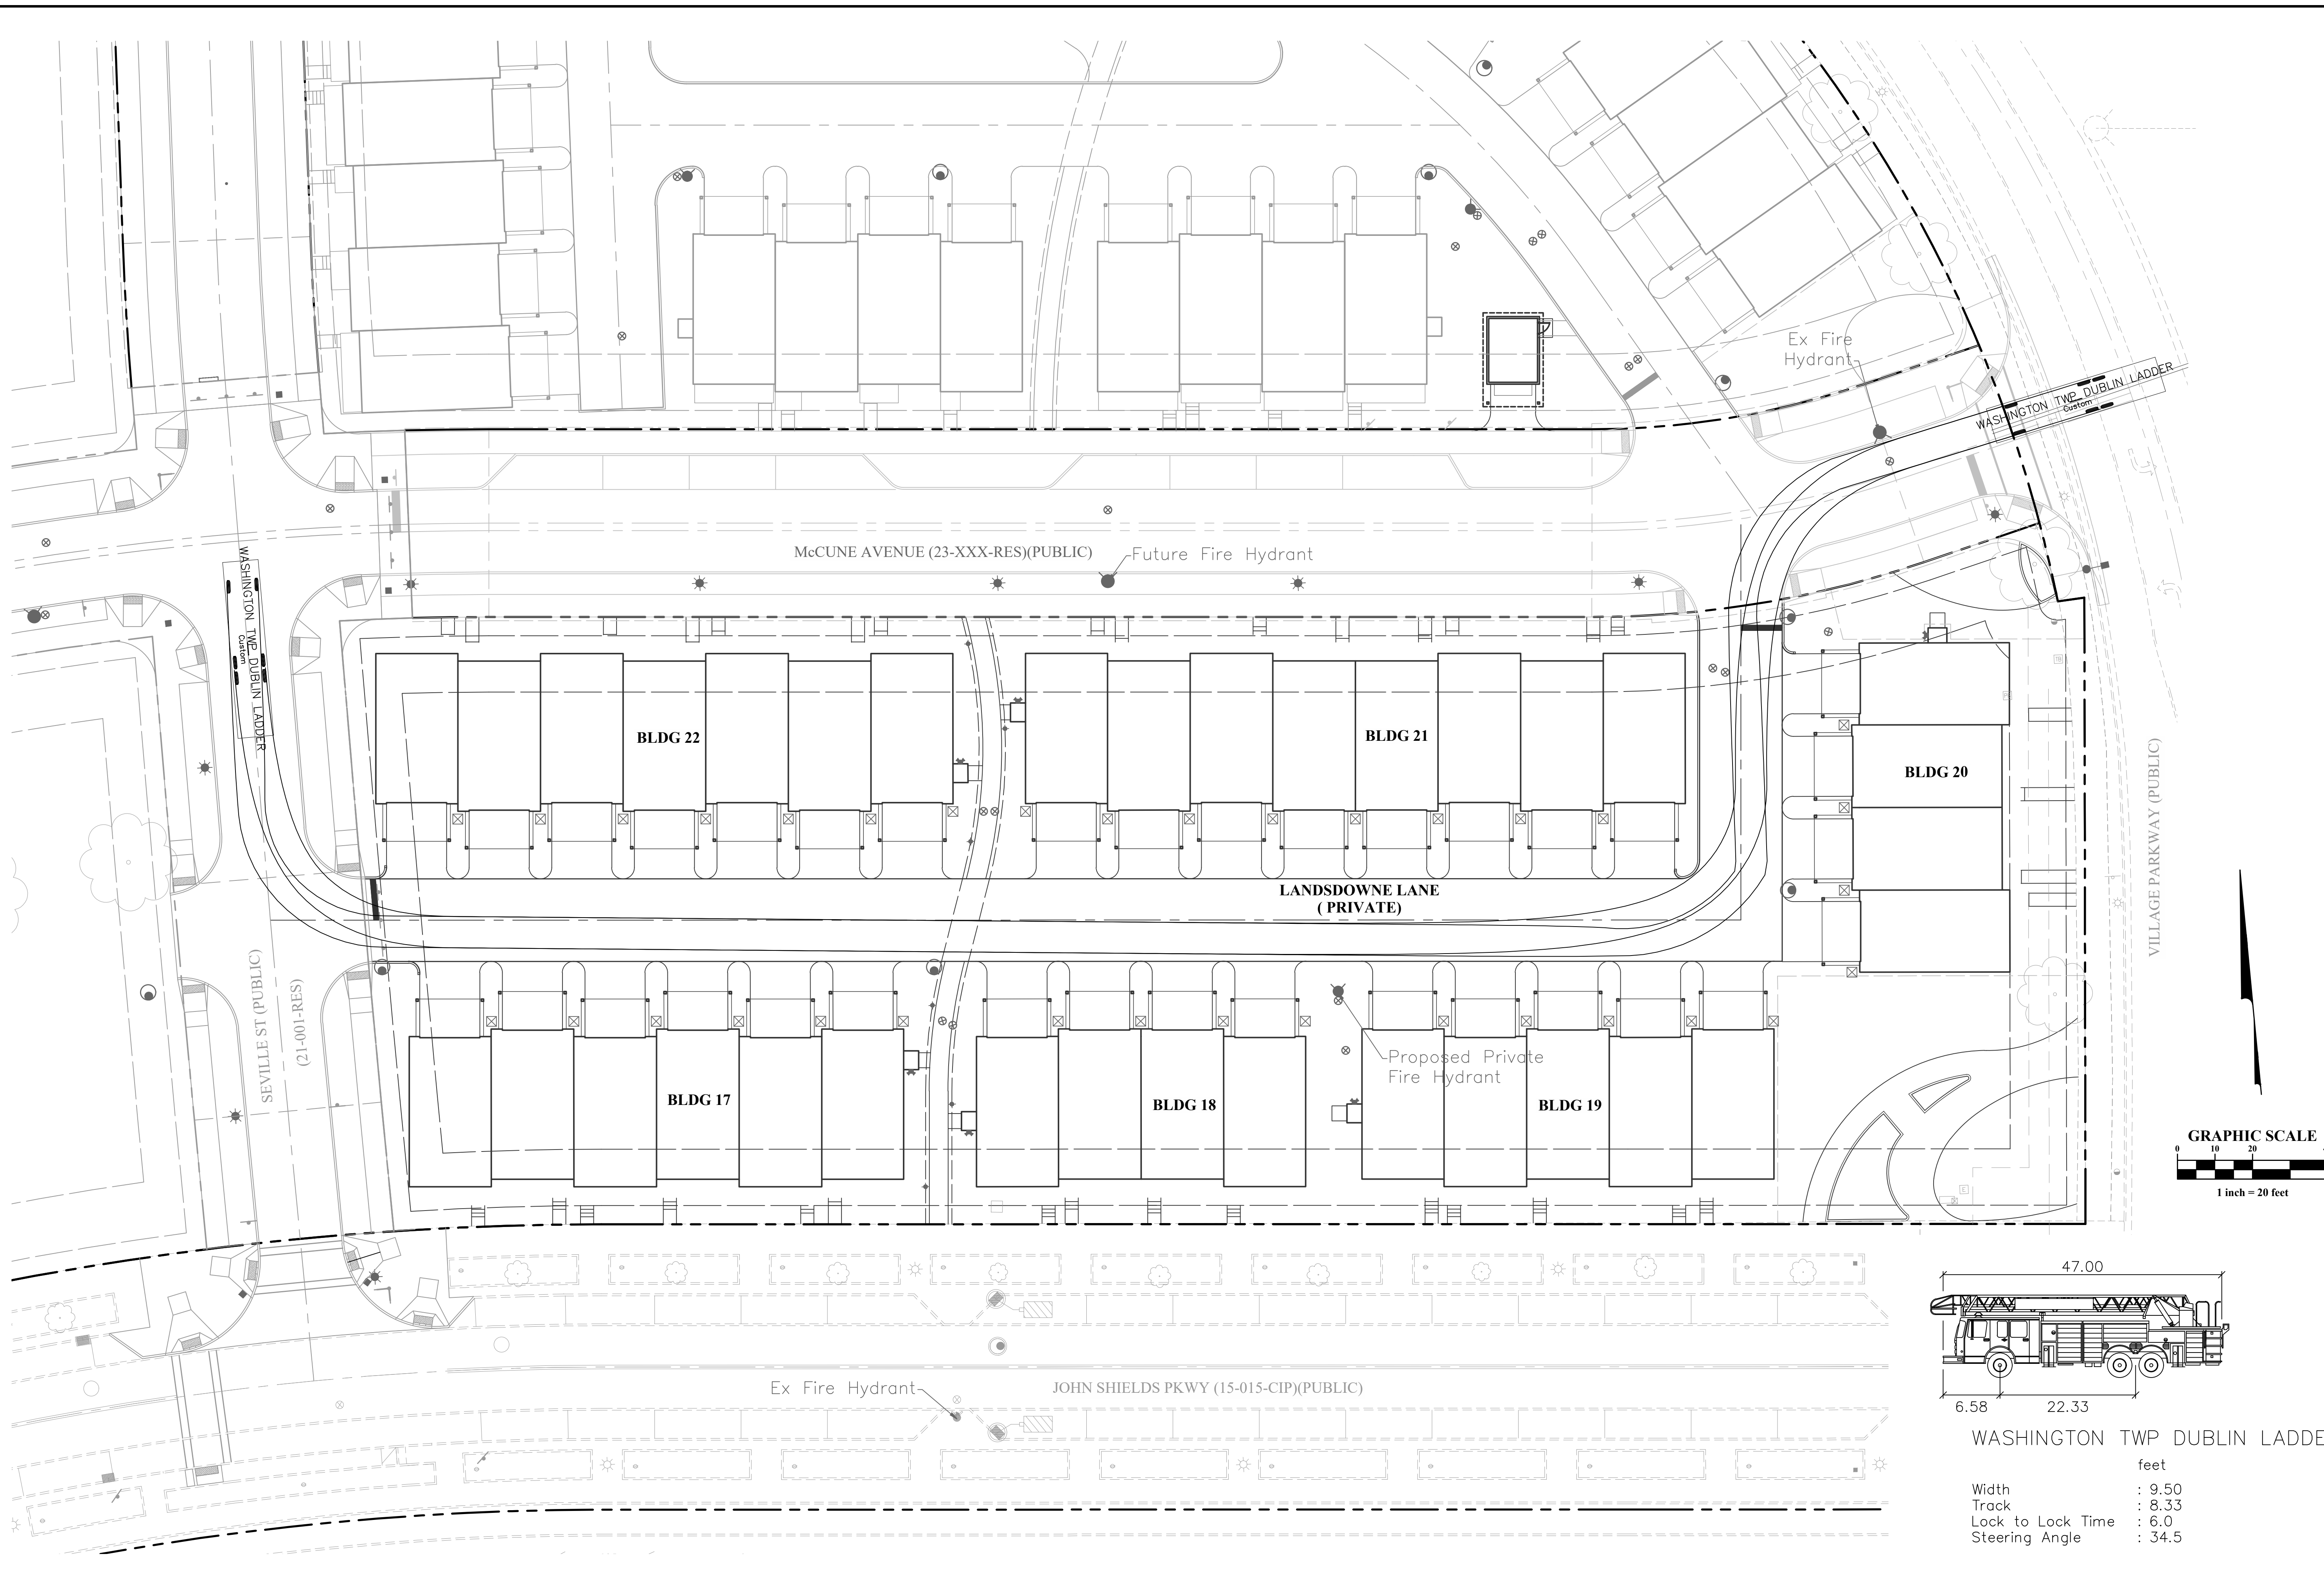 Ex Fire
Hydrant
WASHINGTON TWP DUBLIN LADDER
Custom
McCUNE AVENUE (23-XXX-RES)(PUBLIC)
Future Fire Hydrant
WASHINGTON TWP DUBLIN LADDER
Custom
BLDG 22
BLDG 21
BLDG 20
VILLAGE PARKWAY (PUBLIC)
LANDSDOWNE LANE
( PRIVATE)
SEVILLE ST (PUBLIC)
(21-001-RES)
Proposed Private
Fire Hydrant
BLDG 17
BLDG 18
BLDG 19
GRAPHIC SCALE
0 10 20
1 inch = 20 feet
Ex Fire Hydrant
JOHN SHIELDS PKWY (15-015-CIP)(PUBLIC)
47.00
6.58 22.33
WASHINGTON TWP DUBLIN LADDE
feet
Width : 9.50
Track : 8.33
Lock to Lock Time : 6.0
Steering Angle : 34.5